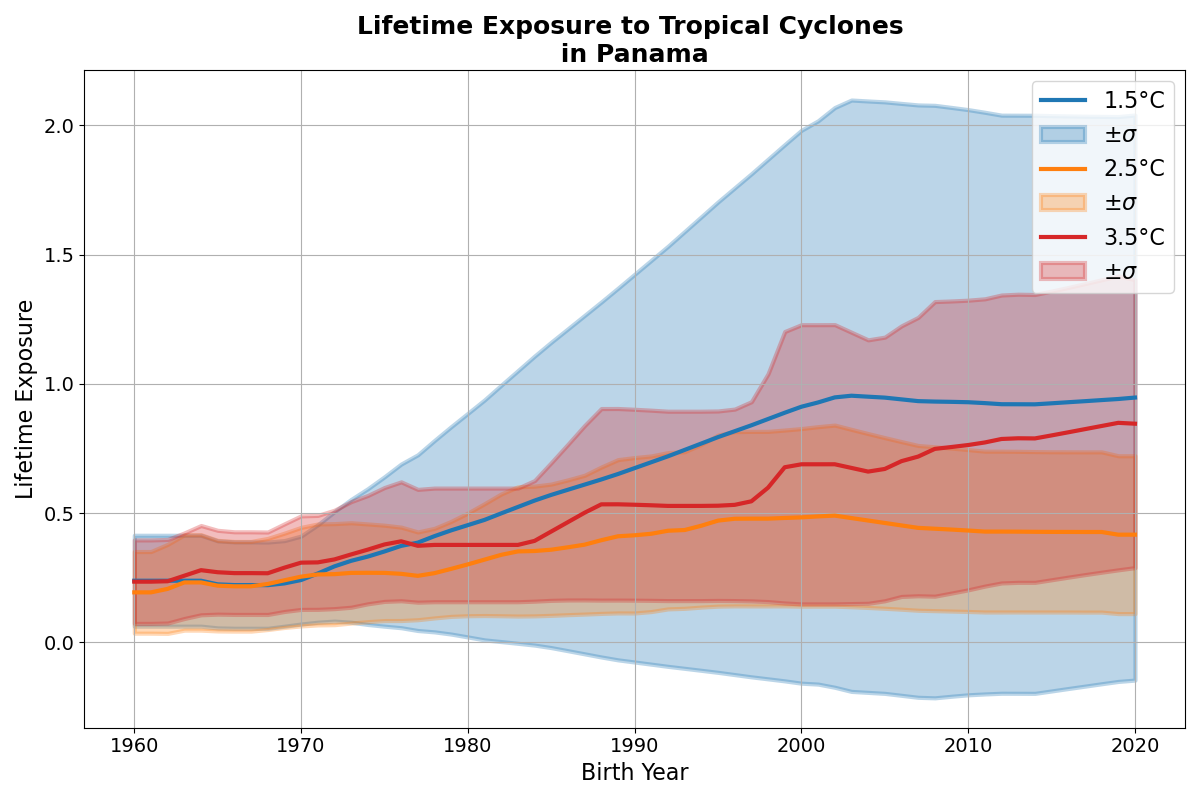 Lifetime Exposure to Tropical Cyclones
in Panama
Lifetime Exposure
2.0
1.5
1.0
0.5
0.0
1960
1970
1980
1990
2000
2010
2020
Birth Year
1.5°C
±σ
2.5°C
±σ
3.5°C
±σ